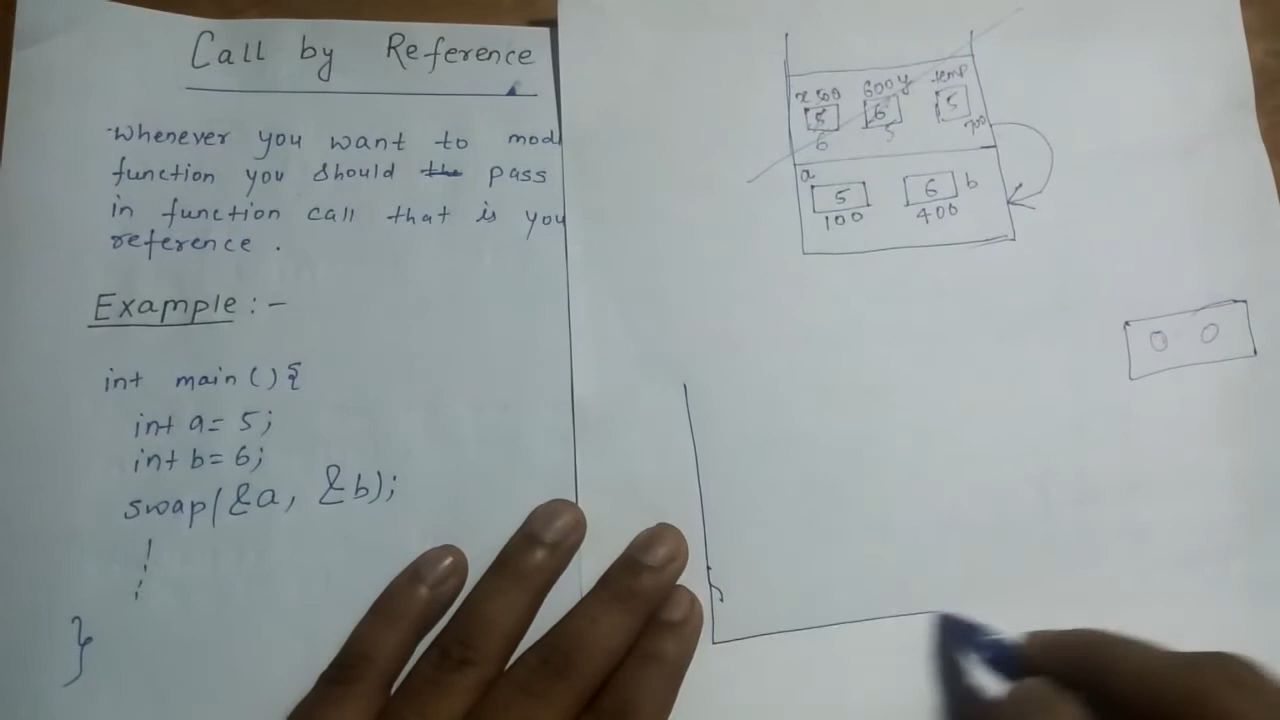 Call by Reference
Whenever you want to mod
function you should the pass
in function call that is you
reference .
Example : -
int main () {
int a = 5 ;
int b = 6 ;
swap ( &a , &b ) ;
}
x 500 600 y temp
5 6 5
6 5 700
a
5 6 b
100 400
0 0